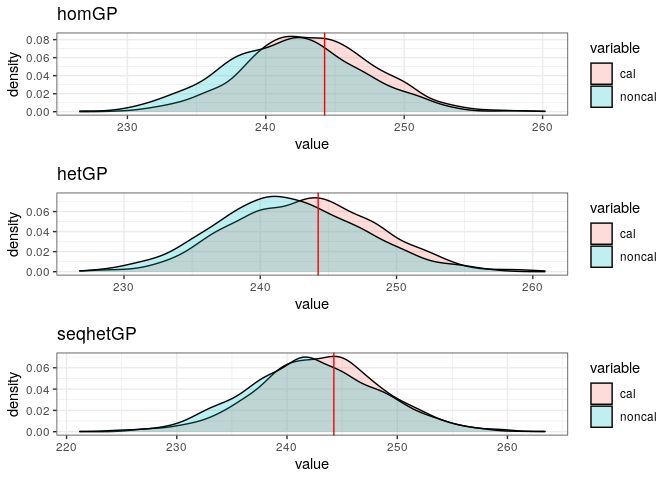 homGP
0.08
0.06
0.04
0.02
0.00
density
230 240 250 260
value
variable
cal
noncal
hetGP
0.06
0.04
0.02
0.00
density
230 240 250 260
value
variable
cal
noncal
seqhetGP
0.06
0.04
0.02
0.00
density
220 230 240 250 260
value
variable
cal
noncal